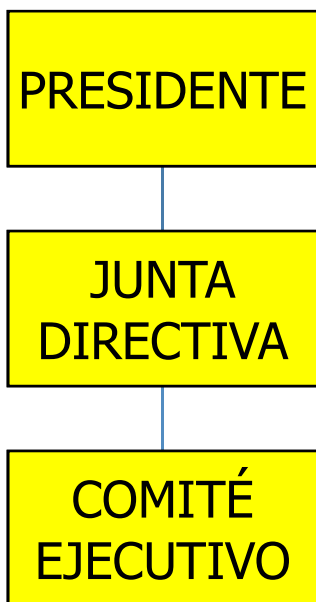 PRESIDENTE
JUNTA
DIRECTIVA
COMITÉ
EJECUTIVO